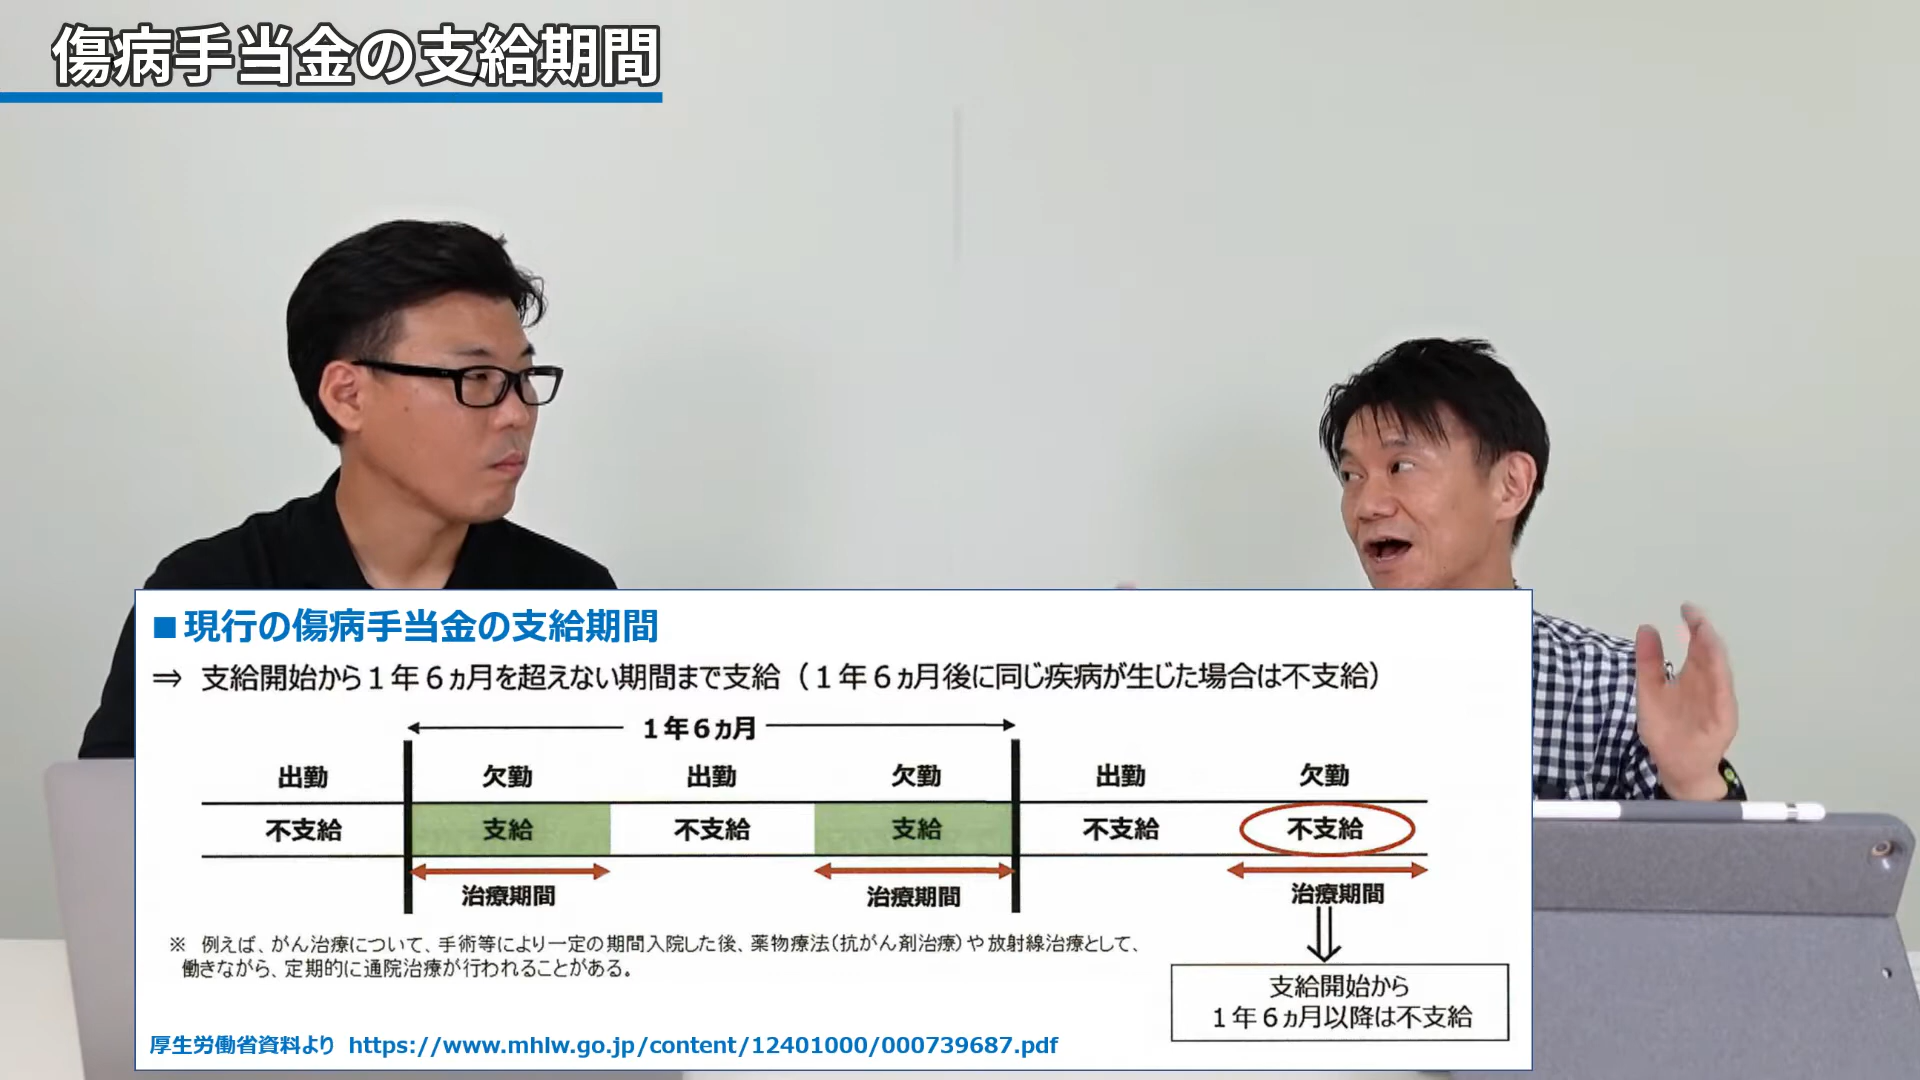 傷病手当金の支給期間
■現行の傷病手当金の支給期間
⇒ 支給開始から1年6ヵ月を超えない期間まで支給（1年6ヵ月後に同じ疾病が生じた場合は不支給）
1年6ヵ月
出勤 欠勤 出勤 欠勤 出勤 欠勤
不支給 支給 不支給 支給 不支給 不支給
治療期間 治療期間 治療期間
※ 例えば、がん治療について、手術等により一定の期間入院した後、薬物療法（抗がん剤治療）や放射線治療として、
働きながら、定期的に通院治療が行われることがある。
支給開始から
1年6ヵ月以降は不支給
厚生労働省資料より https://www.mhlw.go.jp/content/12401000/000739687.pdf